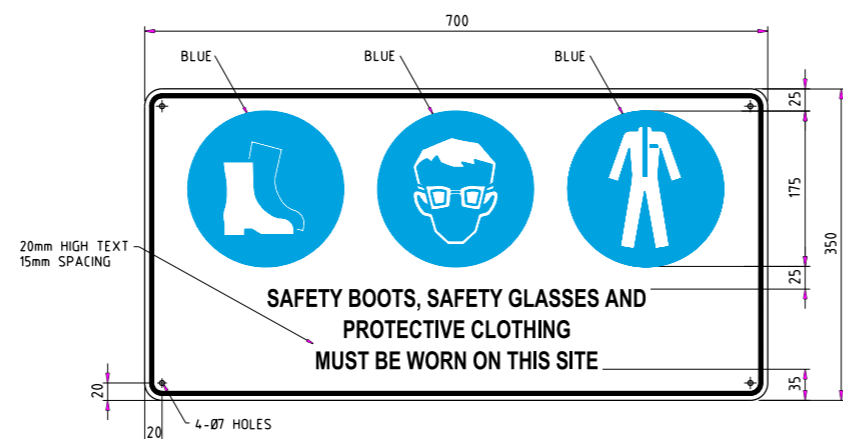 700
BLUE
BLUE
BLUE
25
175
350
20mm HIGH TEXT
15mm SPACING
25
SAFETY BOOTS, SAFETY GLASSES AND
PROTECTIVE CLOTHING
MUST BE WORN ON THIS SITE
35
20
20
4-Ø7 HOLES